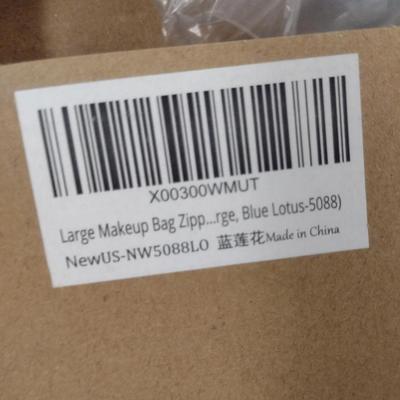 X00300WMUT
Large Makeup Bag Zipp...rge, Blue Lotus-5088)
NewUS-NW5088LO 蓝莲花Made in China